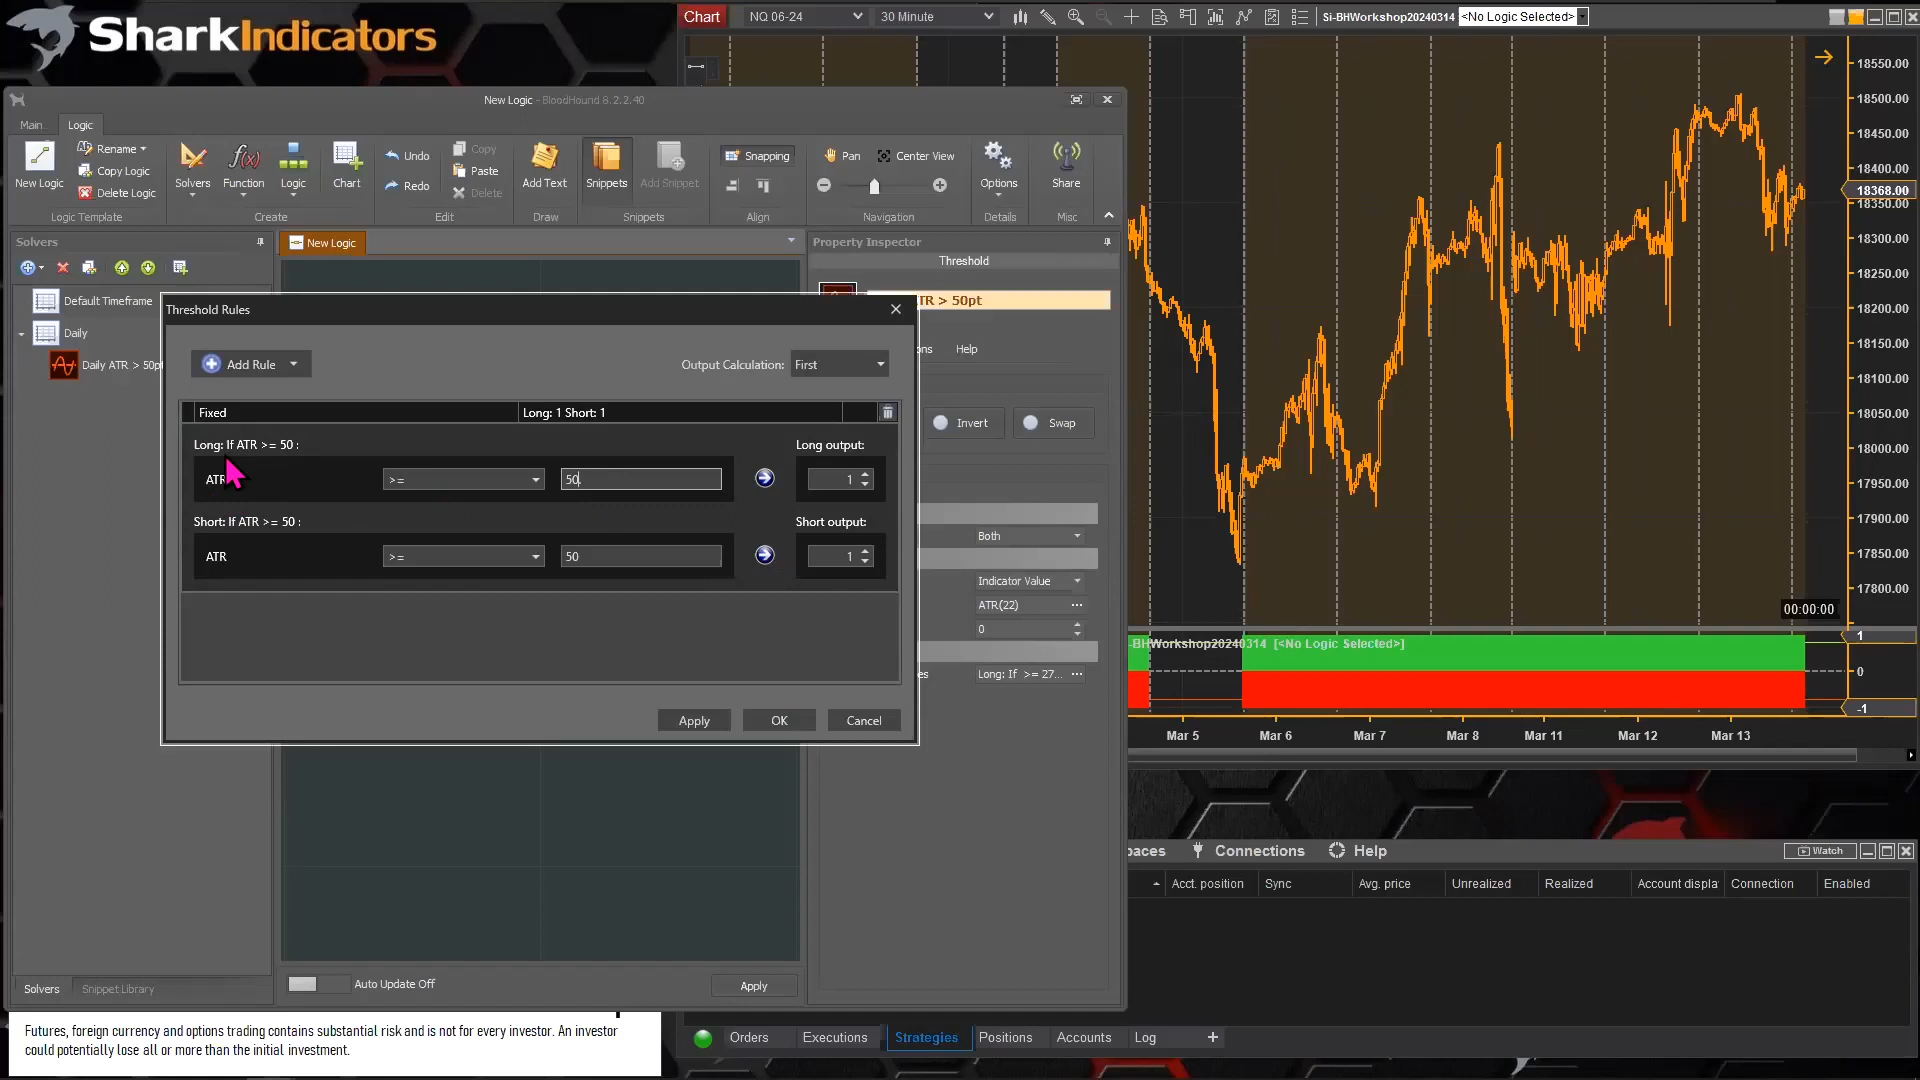 SharkIndicators
Chart
NQ 06-24
30 Minute
Si-BHWorkshop20240314
<No Logic Selected>
New Logic - BloodHound 8.2.2.40
Main
Logic
New Logic
Rename
Copy Logic
Delete Logic
Logic Template
Solvers
Function
Logic
Chart
Create
Undo
Redo
Copy
Paste
Delete
Edit
Add Text
Draw
Snippets
Add Snippet
Snippets
Snapping
Align
Pan
Center View
Navigation
Options
Details
Share
Misc
Solvers
New Logic
Property Inspector
Threshold
Default Timeframe
Daily
Daily ATR > 50pt
TR > 50pt
ons
Help
Invert
Swap
Both
Indicator Value
ATR(22)
0
es
Long: If >= 27...
Threshold Rules
Add Rule
Output Calculation:
First
Fixed
Long: 1 Short: 1
Long: If ATR >= 50 :
Long output:
ATR
>=
50
1
Short: If ATR >= 50 :
Short output:
ATR
>=
50
1
Apply
OK
Cancel
Solvers
Snippet Library
Auto Update Off
Apply
18550.00
18500.00
18450.00
18400.00
18368.00
18350.00
18300.00
18250.00
18200.00
18150.00
18100.00
18050.00
18000.00
17950.00
17900.00
17850.00
17800.00
00:00:00
-BHWorkshop20240314 [<No Logic Selected>]
1
0
-1
Mar 5
Mar 6
Mar 7
Mar 8
Mar 11
Mar 12
Mar 13
paces
Connections
Help
Watch
Acct. position
Sync
Avg. price
Unrealized
Realized
Account displa
Connection
Enabled
Orders
Executions
Strategies
Positions
Accounts
Log
+
Futures, foreign currency and options trading contains substantial risk and is not for every investor. An investor
could potentially lose all or more than the initial investment.